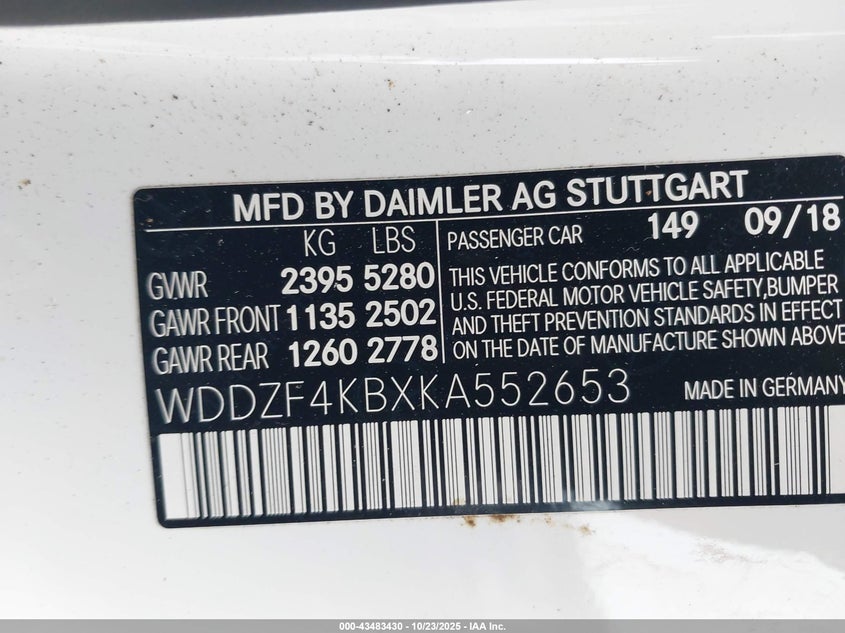 MFD BY DAIMLER AG STUTTGART
KG LBS
GVWR 2395 5280
GAWR FRONT 1135 2502
GAWR REAR 1260 2778
PASSENGER CAR 149 09/18
THIS VEHICLE CONFORMS TO ALL APPLICABLE
U.S. FEDERAL MOTOR VEHICLE SAFETY,BUMPER
AND THEFT PREVENTION STANDARDS IN EFFECT
ON THE DATE OF MANUFACTURE SHOWN ABOVE
WDDZF4KBXKA552653 MADE IN GERMANY
000-43483430 - 10/23/2025 - IAA Inc.